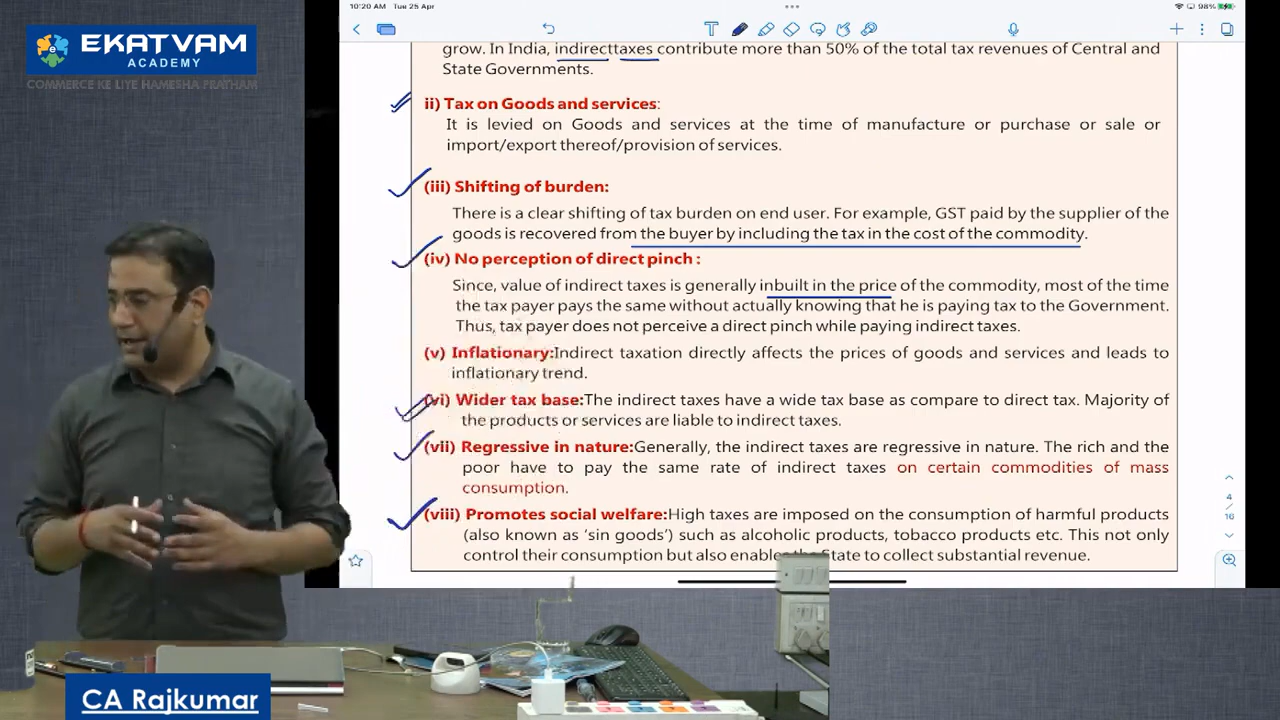 EKATVAM
ACADEMY
COMMERCE KE LIYE HAMESHA PRATHAM
10:20 AM Tue 25 Apr
98%
grow. In India, indirecttaxes contribute more than 50% of the total tax revenues of Central and
State Governments.
ii) Tax on Goods and services:
It is levied on Goods and services at the time of manufacture or purchase or sale or
import/export thereof/provision of services.
(iii) Shifting of burden:
There is a clear shifting of tax burden on end user. For example, GST paid by the supplier of the
goods is recovered from the buyer by including the tax in the cost of the commodity.
(iv) No perception of direct pinch :
Since, value of indirect taxes is generally inbuilt in the price of the commodity, most of the time
the tax payer pays the same without actually knowing that he is paying tax to the Government.
Thus, tax payer does not perceive a direct pinch while paying indirect taxes.
(v) Inflationary:Indirect taxation directly affects the prices of goods and services and leads to
inflationary trend.
(vi) Wider tax base:The indirect taxes have a wide tax base as compare to direct tax. Majority of
the products or services are liable to indirect taxes.
(vii) Regressive in nature:Generally, the indirect taxes are regressive in nature. The rich and the
poor have to pay the same rate of indirect taxes on certain commodities of mass
consumption.
(viii) Promotes social welfare:High taxes are imposed on the consumption of harmful products
(also known as ‘sin goods’) such as alcoholic products, tobacco products etc. This not only
control their consumption but also enables the State to collect substantial revenue.
4
/
10
CA Rajkumar